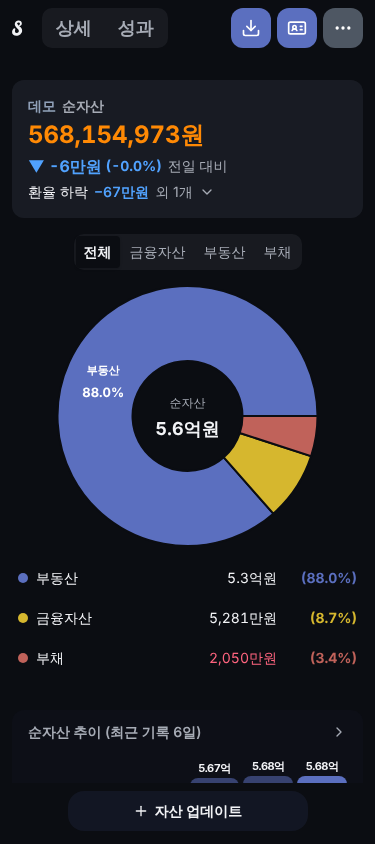 상세 성과
데모 순자산
568,154,973원
▼ -6만원 (-0.0%) 전일 대비
환율 하락 −67만원 외 1개
전체 금융자산 부동산 부채
부동산
88.0%
순자산
5.6억원
부동산 5.3억원 (88.0%)
금융자산 5,281만원 (8.7%)
부채 2,050만원 (3.4%)
순자산 추이 (최근 기록 6일)
5.67억 5.68억 5.68억
+ 자산 업데이트